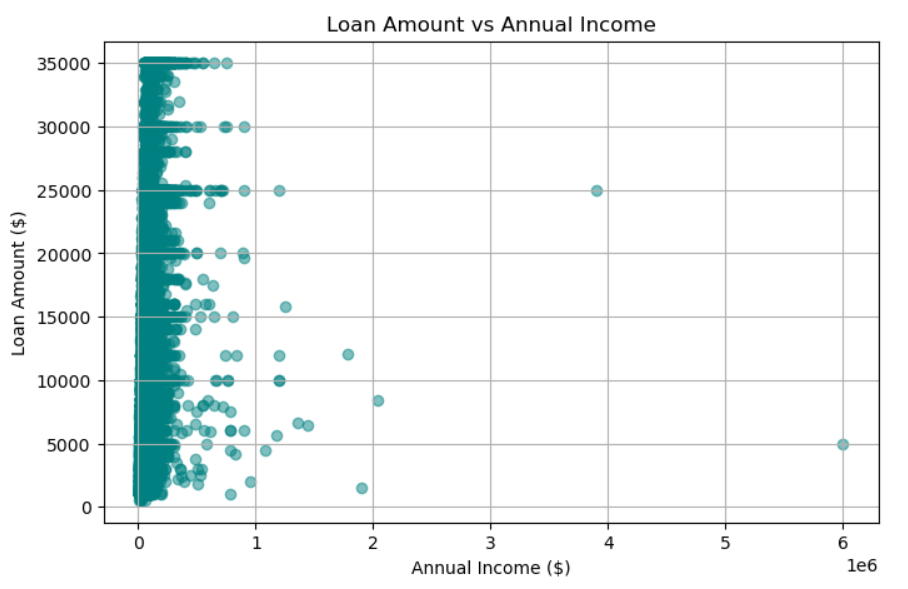 Loan Amount vs Annual Income
35000
30000
25000
20000
15000
10000
5000
0
Loan Amount ($)
0 1 2 3 4 5 6
1e6
Annual Income ($)